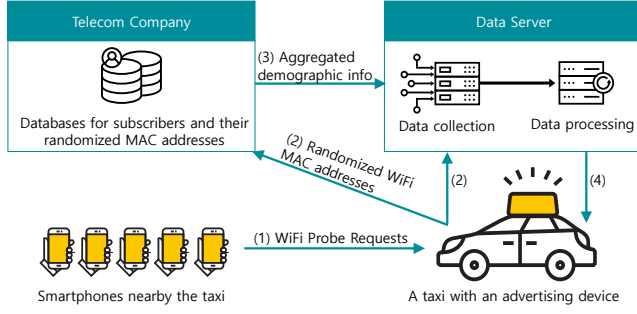 Telecom Company
Data Server
(3) Aggregated
demographic info
Databases for subscribers and their
randomized MAC addresses
Data collection
Data processing
(2) Randomized WiFi
MAC addresses
(2)
(4)
(1) WiFi Probe Requests
Smartphones nearby the taxi
A taxi with an advertising device